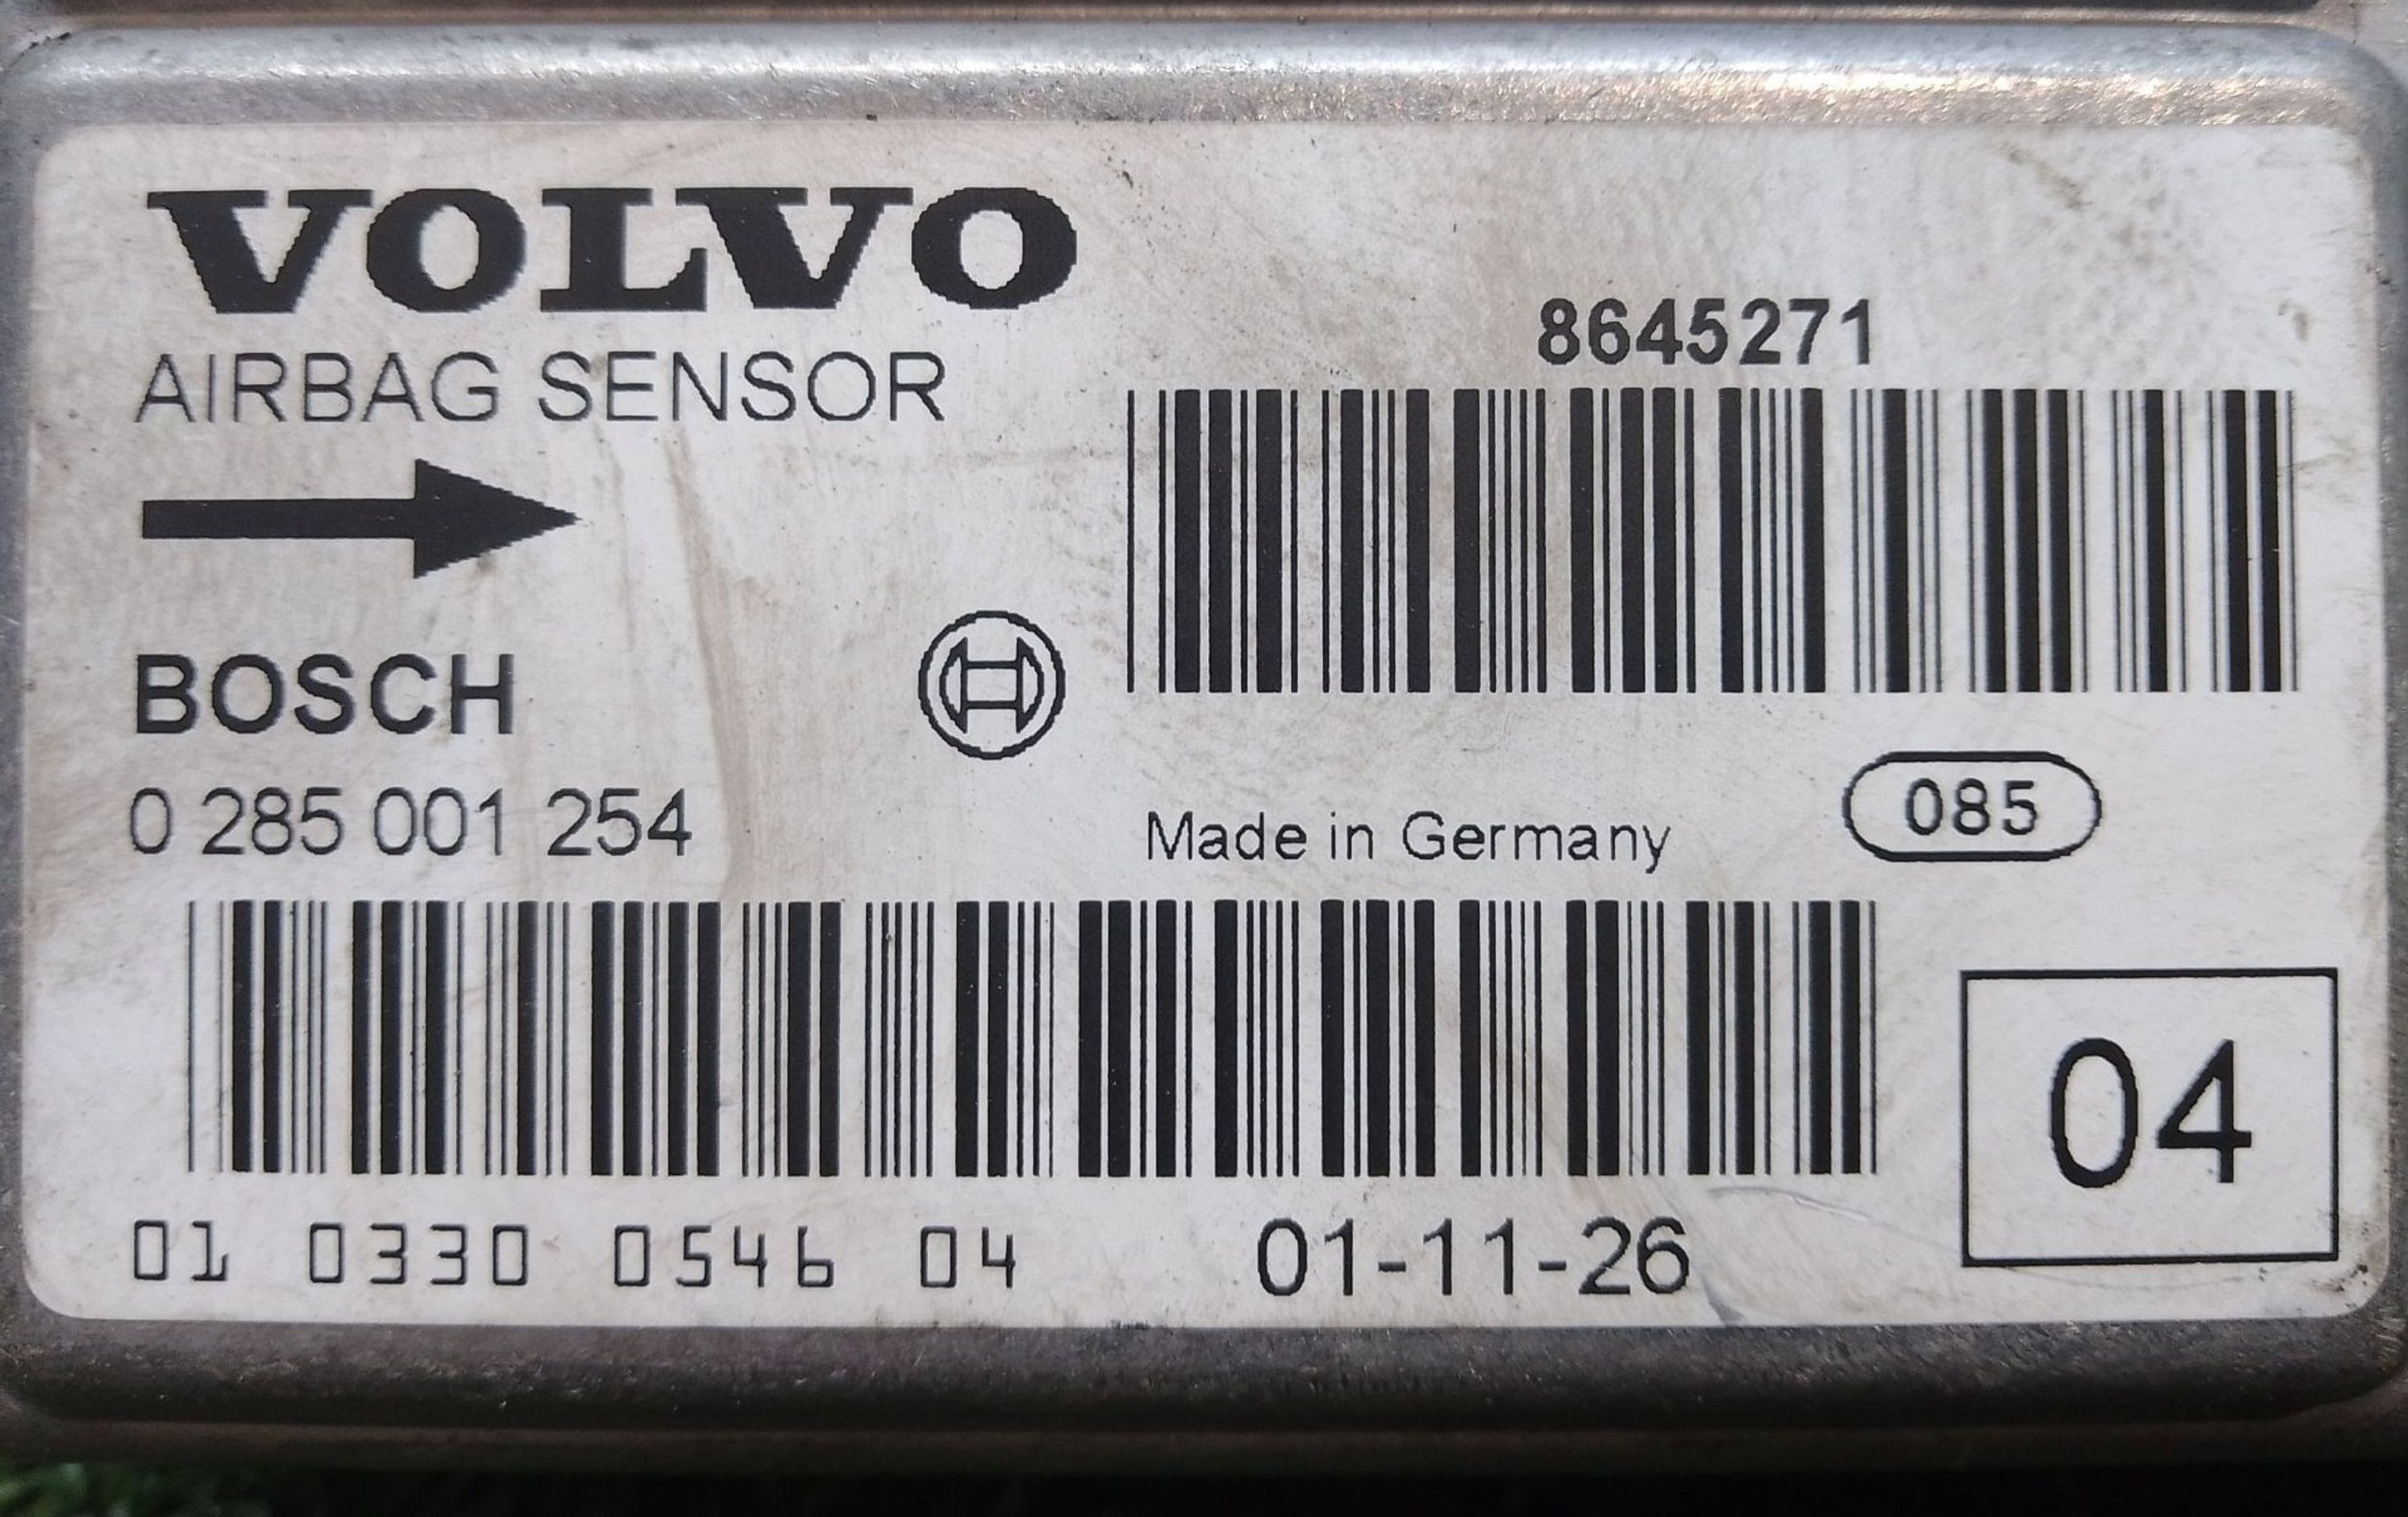 VOLVO
AIRBAG SENSOR
8645271
BOSCH
0 285 001 254
Made in Germany
085
04
01 0330 0546 04
01-11-26